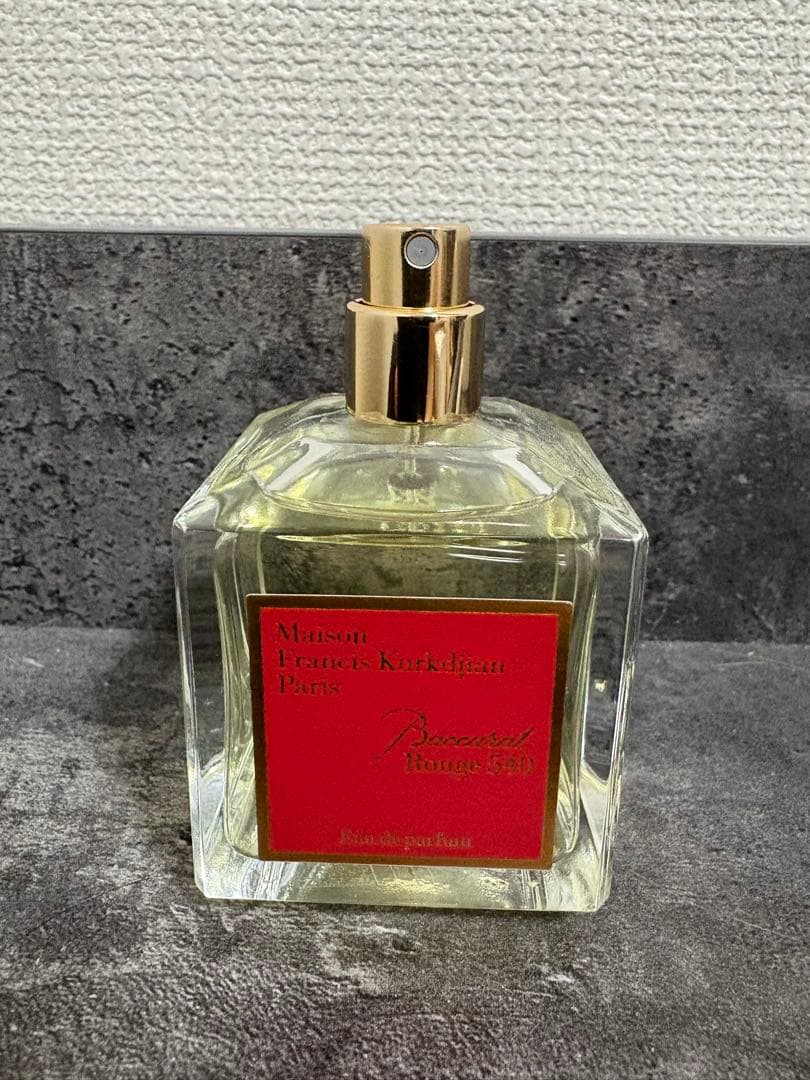 Maison
Francis Kurkdjian
Paris
Baccarat
Rouge 540
Eau de parfum